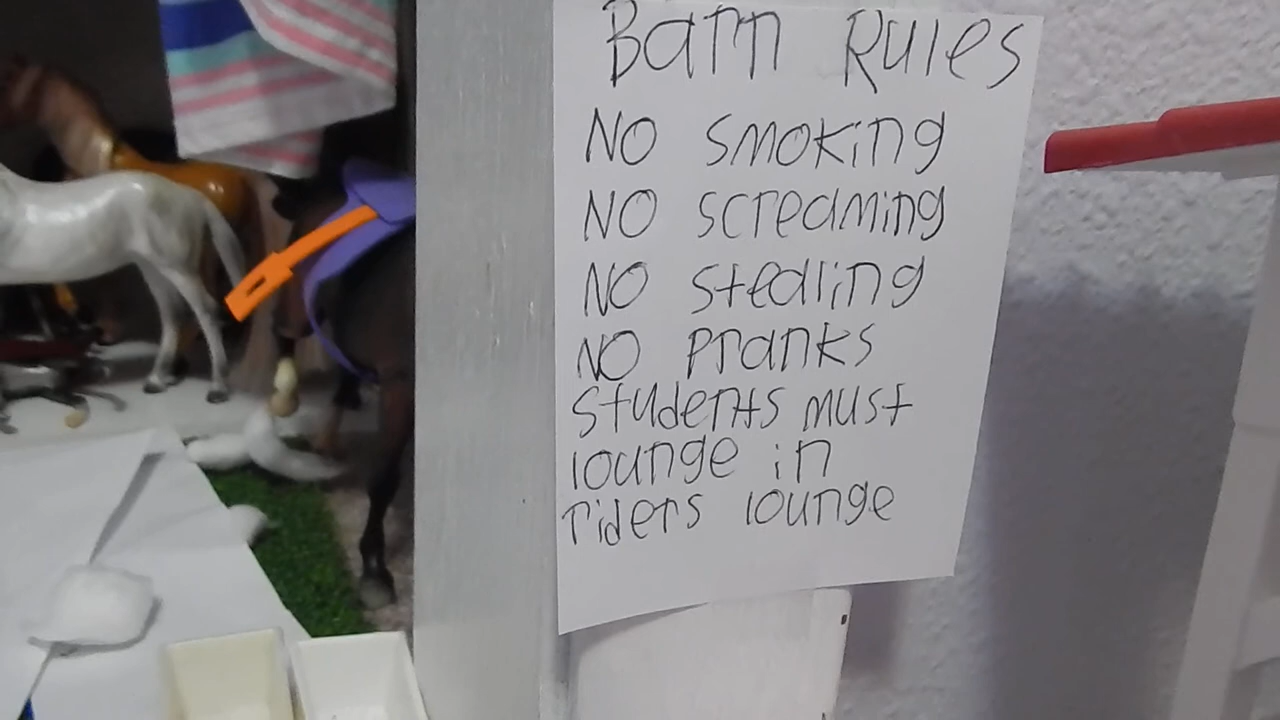 Barn Rules
NO smoking
NO screaming
NO stealing
NO Pranks
students must
lounge in
riders lounge